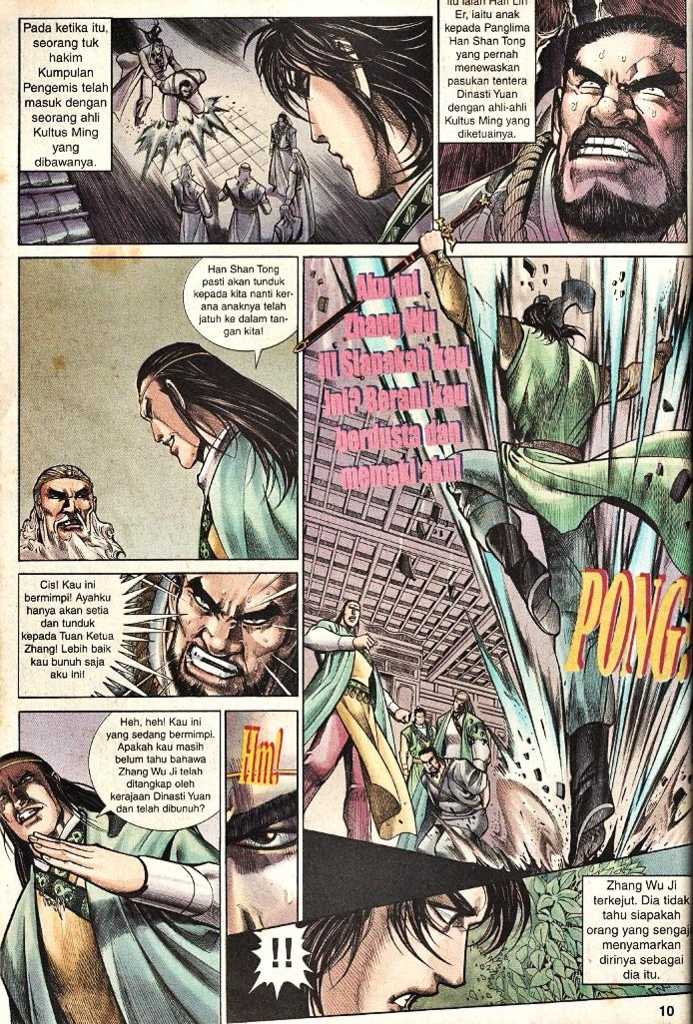 Pada ketika itu,
seorang tuk
hakim
Kumpulan
Pengemis telah
masuk dengan
seorang ahli
Kultus Ming
yang
dibawanya.
itu ialah Han Lin
Er, iaitu anak
kepada Panglima
Han Shan Tong
yang pernah
menewaskan
pasukan tentera
Dinasti Yuan
dengan ahli-ahli
Kultus Ming yang
diketuainya.
Han Shan Tong
pasti akan tunduk
kepada kita nanti ker-
ana anaknya telah
jatuh ke dalam tan-
gan kita!
Aku ini
Zhang Wu
Ji! Siapakah kau
ini? Berani kau
berdusta dan
memaki aku!
PONG!
Cis! Kau ini
bermimpi! Ayahku
hanya akan setia
dan tunduk
kepada Tuan Ketua
Zhang! Lebih baik
kau bunuh saja
aku ini!
Heh, heh! Kau ini
yang sedang bermimpi.
Apakah kau masih
belum tahu bahawa
Zhang Wu Ji telah
ditangkap oleh
kerajaan Dinasti Yuan
dan telah dibunuh?
Hm!
!!
Zhang Wu Ji
terkejut. Dia tidak
tahu siapakah
orang yang sengaj
menyamarkan
dirinya sebagai
dia itu.
10